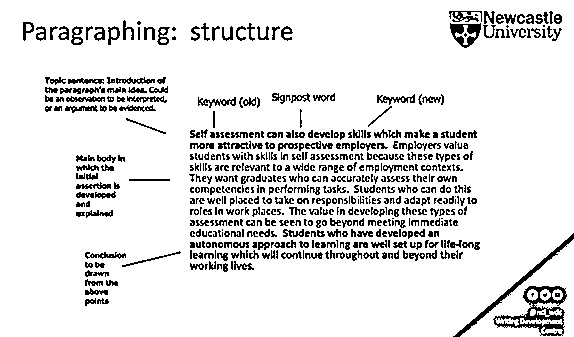 Paragraphing: structure
Newcastle
University
Topic sentence: Introduction of
the paragraph's main idea. Could
be an observation to be interpreted,
or an argument to be evidenced.
Keyword (old)
Signpost word
Keyword (new)
Self assessment can also develop skills which make a student
more attractive to prospective employers. Employers value
students with skills in self assessment because these types of
skills are relevant to a wide range of employment contexts.
They want graduates who can accurately assess their own
competencies in performing tasks. Students who can do this
are well placed to take on responsibilities and adapt readily to
roles in work places. The value in developing these types of
assessment can be seen to go beyond meeting immediate
educational needs. Students who have developed an
autonomous approach to learning are well set up for life-long
learning which will continue throughout and beyond their
working lives.
Main body in
which the
initial
assertion is
developed
and
explained
Conclusion
to be
drawn
from the
above
points
Writing Development
Centre